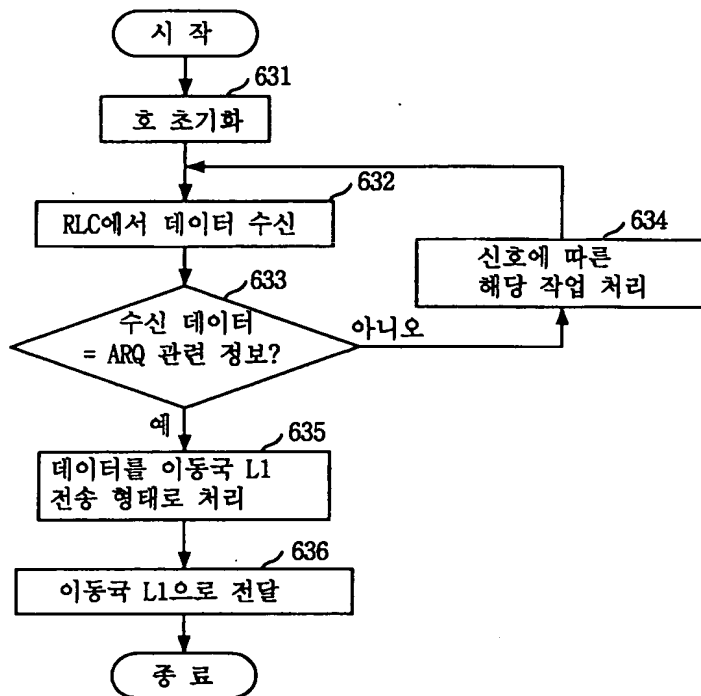 시 작
631
호 초기화
632
RLC에서 데이터 수신
634
신호에 따른
해당 작업 처리
633
수신 데이터
= ARQ 관련 정보?
아니오
예
635
데이터를 이동국 L1
전송 형태로 처리
636
이동국 L1으로 전달
종 료